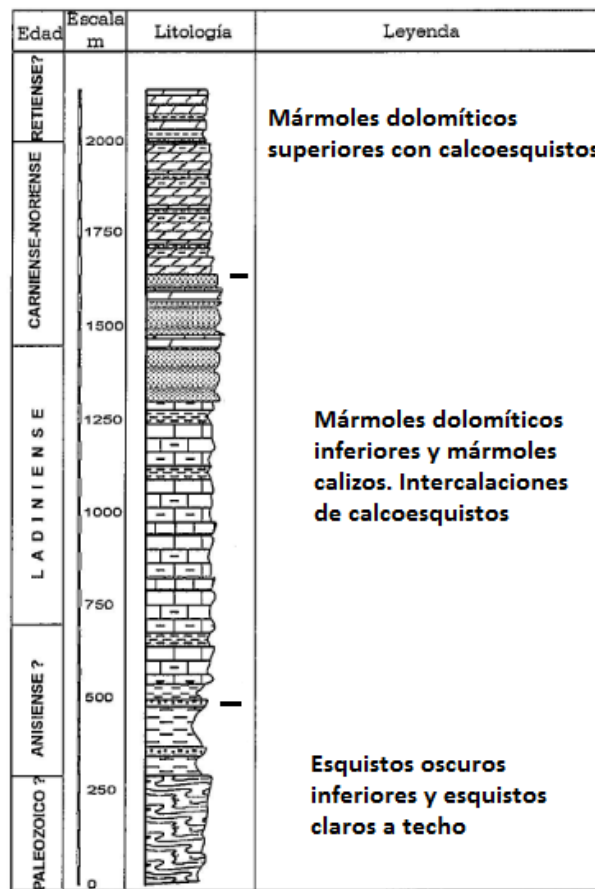 Edad
Escala
m
Litología
Leyenda
RETIENSE?
CARNIENSE-NORIENSE
LADINIENSE
ANISIENSE ?
PALEOZOICO ?
2000
1750
1500
1250
1000
750
500
250
0
Mármoles dolomíticos
superiores con calcoesquistos
Mármoles dolomíticos
inferiores y mármoles
calizos. Intercalaciones
de calcoesquistos
Esquistos oscuros
inferiores y esquistos
claros a techo